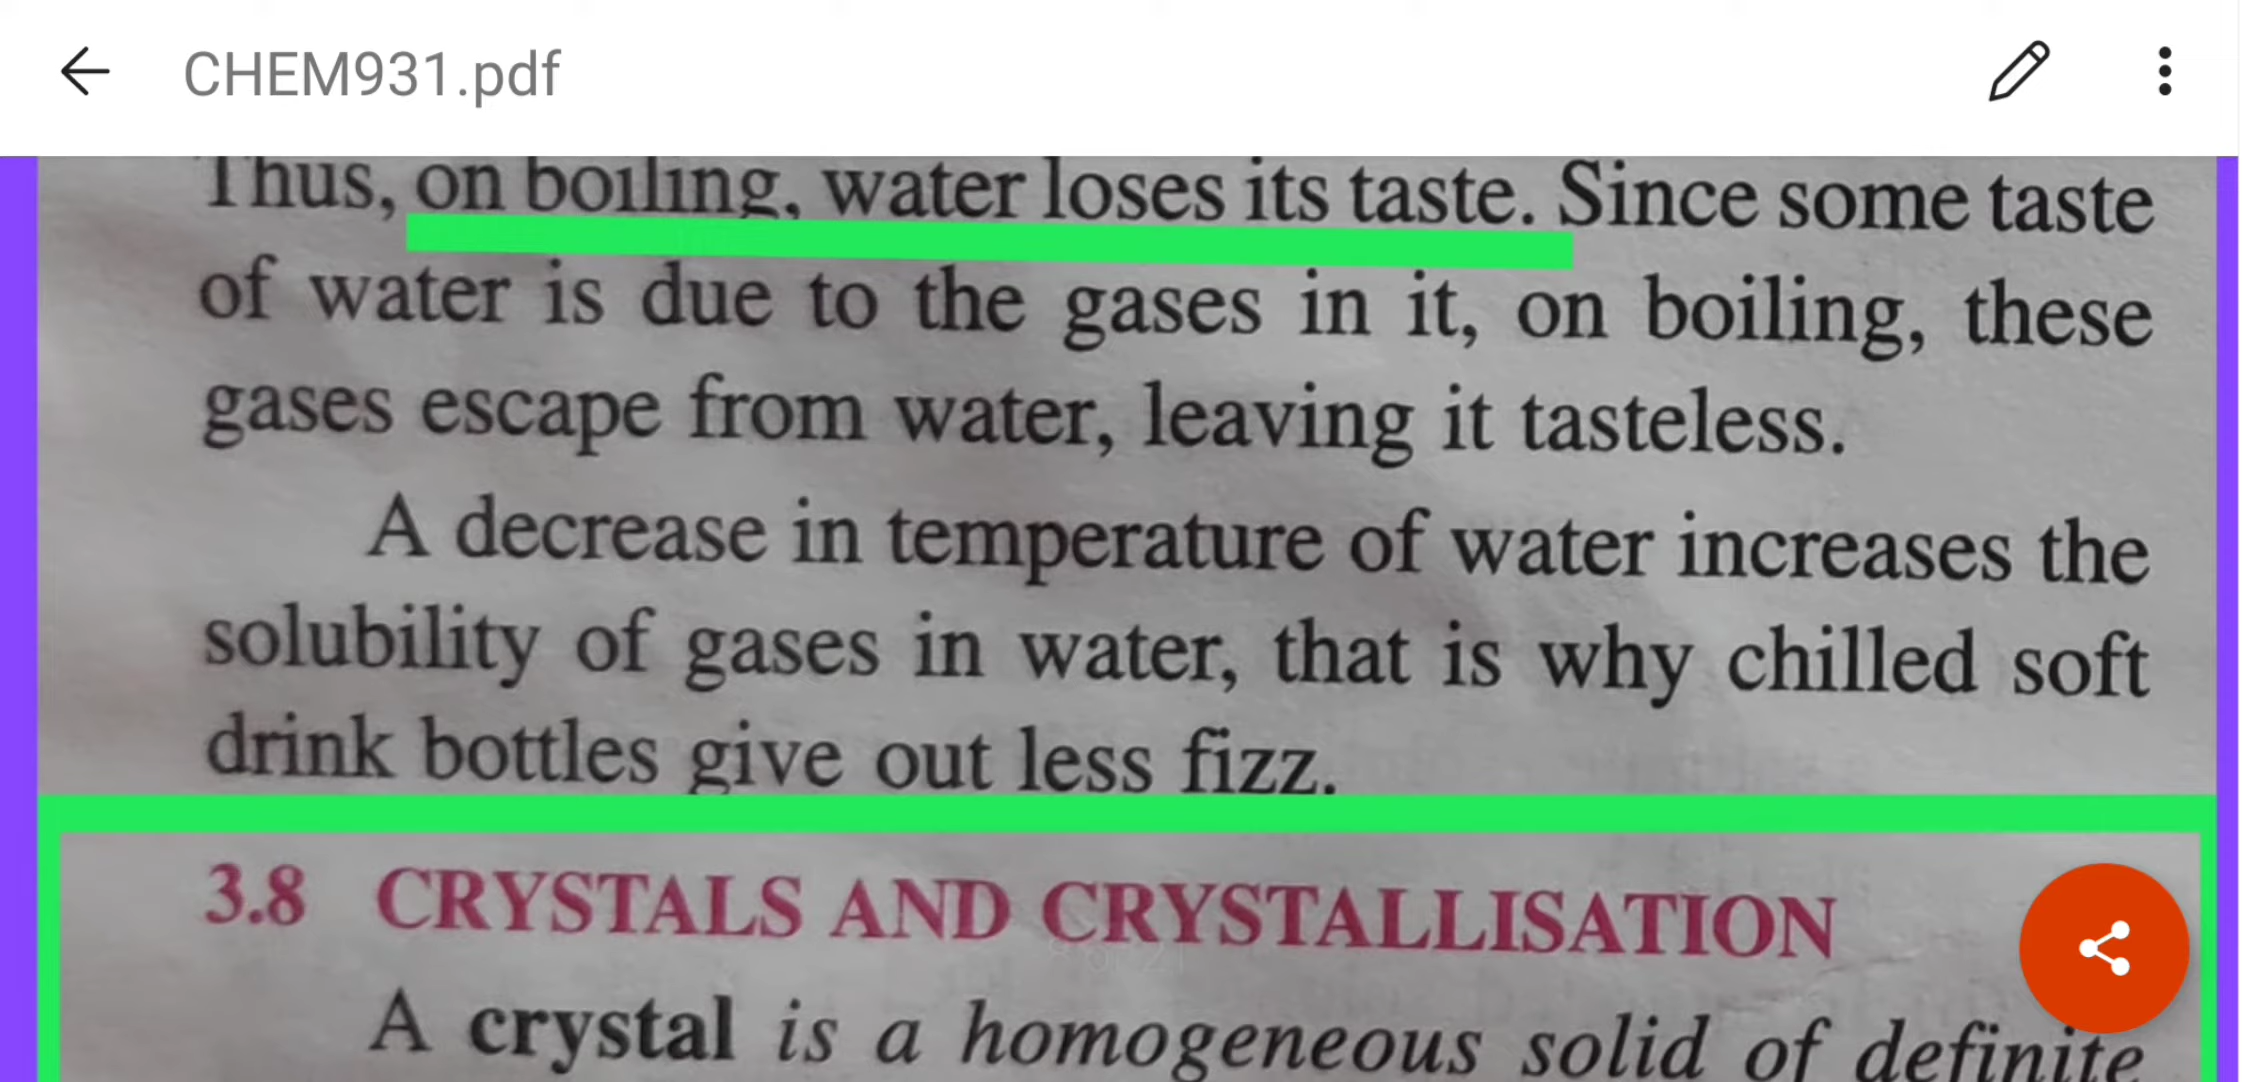 CHEM931.pdf
Thus, on boiling, water loses its taste. Since some taste
of water is due to the gases in it, on boiling, these
gases escape from water, leaving it tasteless.
A decrease in temperature of water increases the
solubility of gases in water, that is why chilled soft
drink bottles give out less fizz.
3.8 CRYSTALS AND CRYSTALLISATION
A crystal is a homogeneous solid of definite